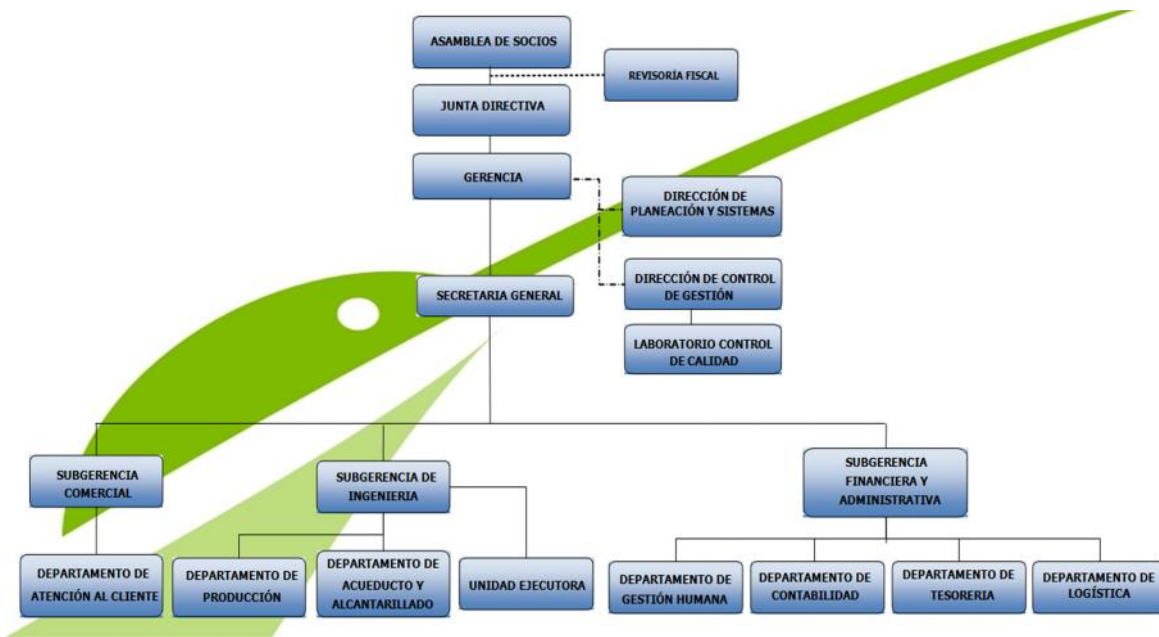 ASAMBLEA DE SOCIOS
REVISORÍA FISCAL
JUNTA DIRECTIVA
GERENCIA
DIRECCIÓN DE
PLANEACIÓN Y SISTEMAS
SECRETARIA GENERAL
DIRECCIÓN DE CONTROL
DE GESTIÓN
LABORATORIO CONTROL
DE CALIDAD
SUBGERENCIA
COMERCIAL
SUBGERENCIA DE
INGENIERIA
SUBGERENCIA
FINANCIERA Y
ADMINISTRATIVA
DEPARTAMENTO DE
ATENCIÓN AL CLIENTE
DEPARTAMENTO DE
PRODUCCIÓN
DEPARTAMENTO DE
ACUEDUCTO Y
ALCANTARILLADO
UNIDAD EJECUTORA
DEPARTAMENTO DE
GESTIÓN HUMANA
DEPARTAMENTO DE
CONTABILIDAD
DEPARTAMENTO DE
TESORERIA
DEPARTAMENTO DE
LOGÍSTICA